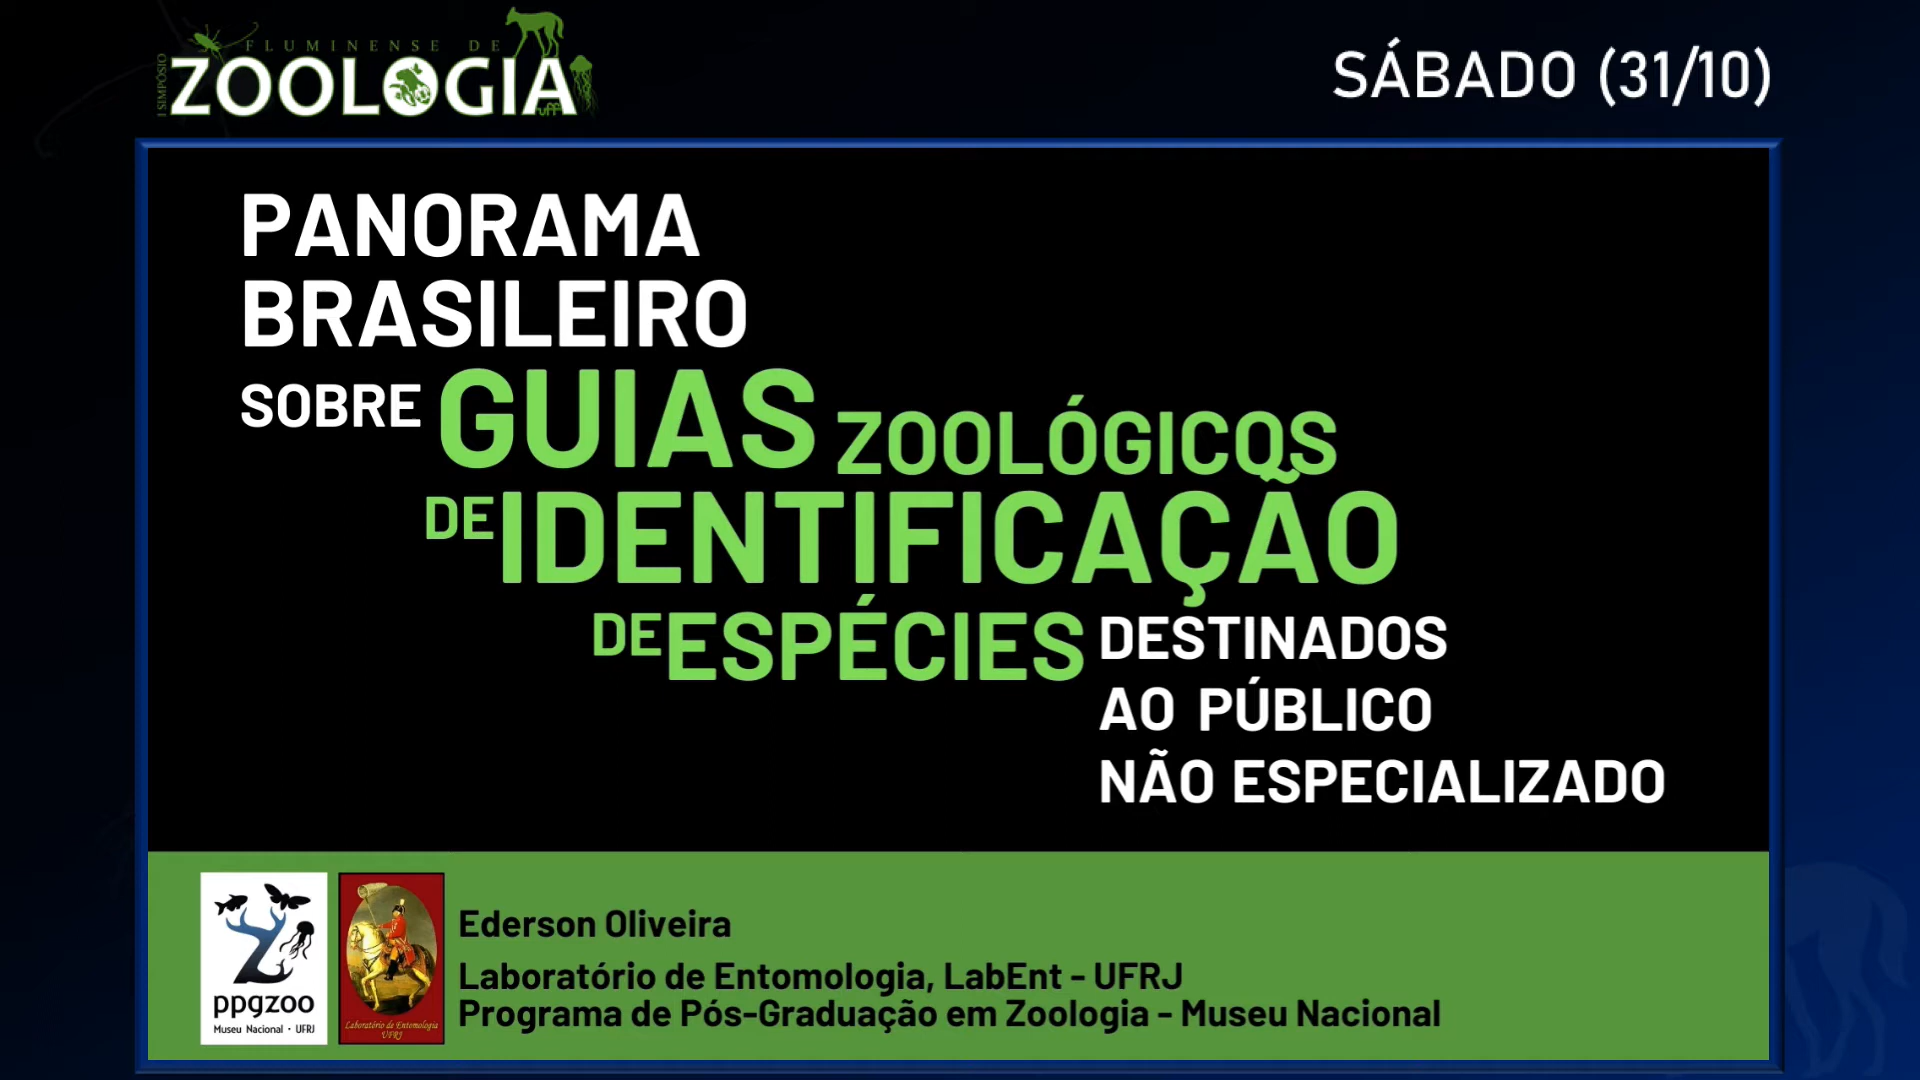 I SIMPÓSIO
FLUMINENSE DE
ZOOLOGIA
uff
SÁBADO (31/10)
PANORAMA
BRASILEIRO
SOBRE GUIAS ZOOLÓGICOS
DE IDENTIFICAÇÃO
DE ESPÉCIES DESTINADOS
AO PÚBLICO
NÃO ESPECIALIZADO
ppgzoo
Museu Nacional • UFRJ
Laboratório de Entomologia
UFRJ
Ederson Oliveira
Laboratório de Entomologia, LabEnt - UFRJ
Programa de Pós-Graduação em Zoologia - Museu Nacional